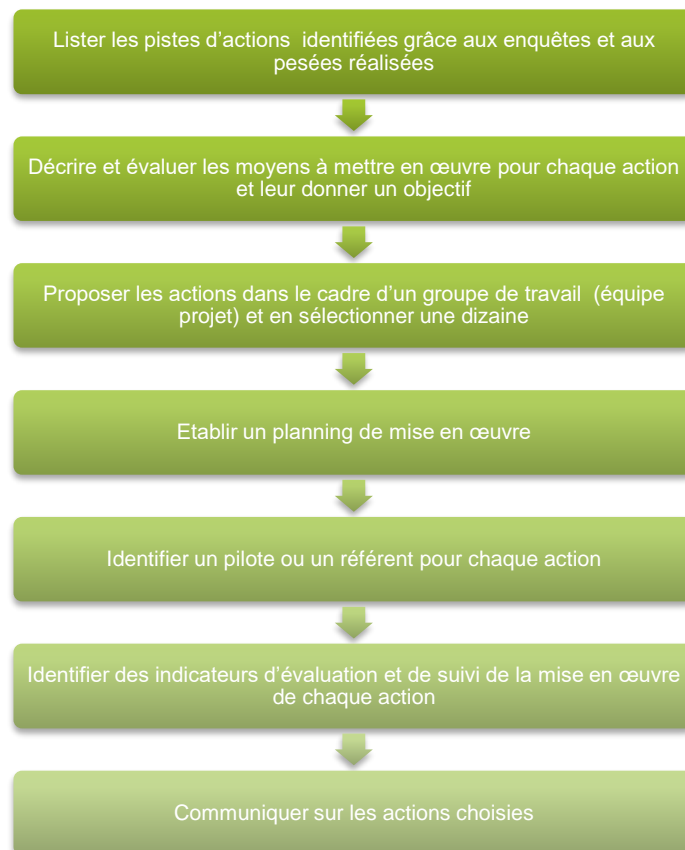 Lister les pistes d'actions identifiées grâce aux enquêtes et aux
pesées réalisées
Décrire et évaluer les moyens à mettre en œuvre pour chaque action
et leur donner un objectif
Proposer les actions dans le cadre d'un groupe de travail (équipe
projet) et en sélectionner une dizaine
Etablir un planning de mise en œuvre
Identifier un pilote ou un référent pour chaque action
Identifier des indicateurs d'évaluation et de suivi de la mise en œuvre
de chaque action
Communiquer sur les actions choisies